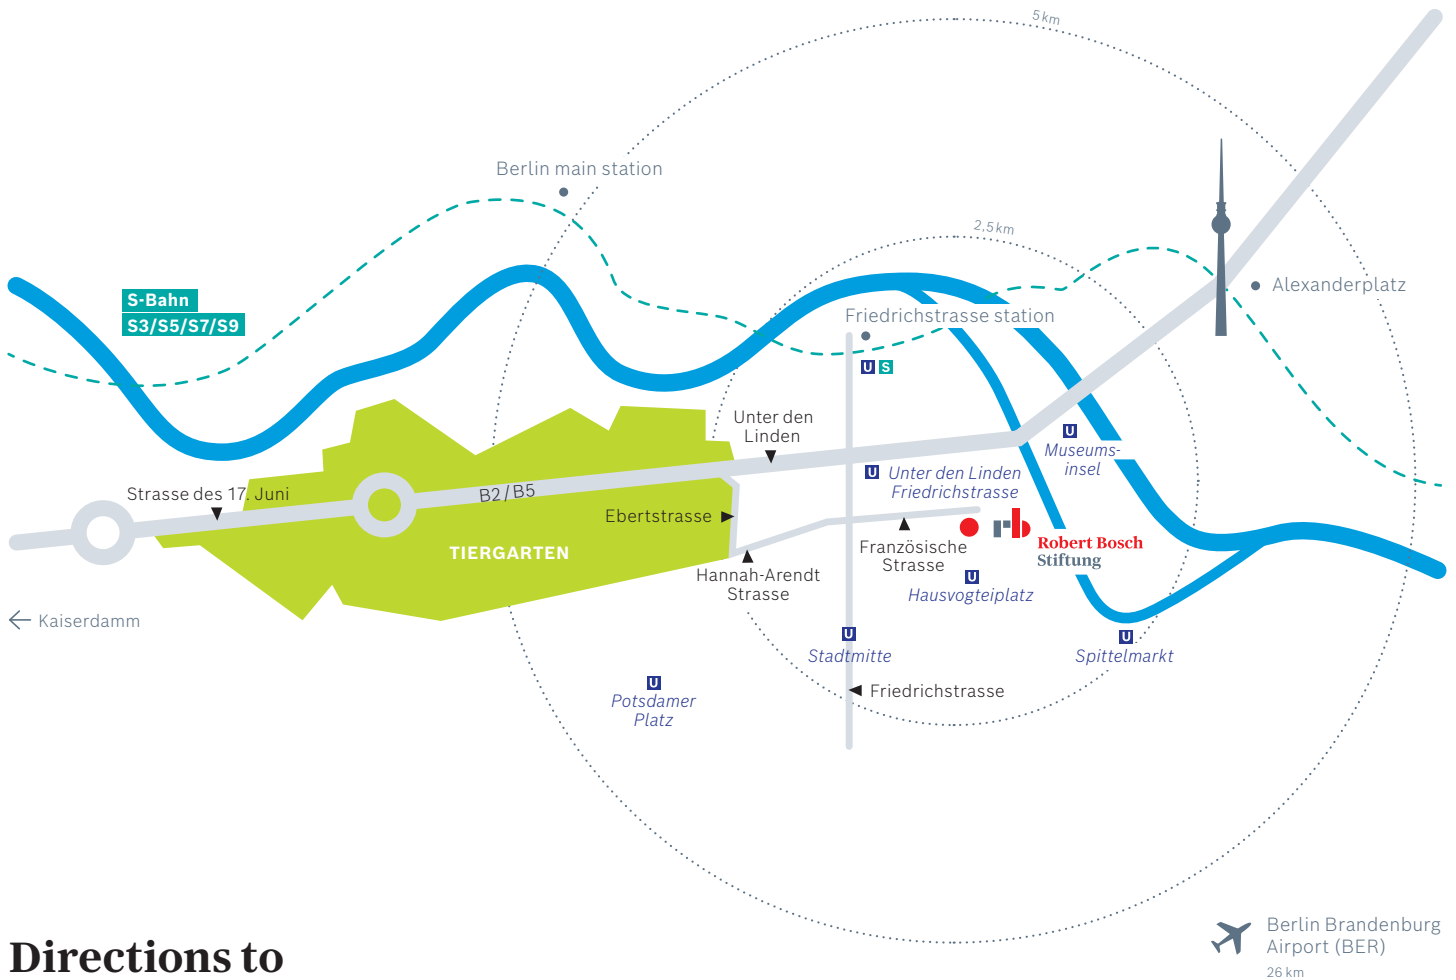 5 km
Berlin main station
2,5 km
S-Bahn
S3/S5/S7/S9
Alexanderplatz
Friedrichstrasse station
U S
Unter den
Linden
U
Museums-
insel
U
Unter den Linden
Friedrichstrasse
Strasse des 17. Juni
B2/B5
Ebertstrasse
TIERGARTEN
Französische
Strasse
Robert Bosch
Stiftung
Hannah-Arendt
Strasse
U
Hausvogteiplatz
Kaiserdamm
U
Stadtmitte
U
Spittelmarkt
U
Potsdamer
Platz
Friedrichstrasse
Berlin Brandenburg
Airport (BER)
26 km
Directions to